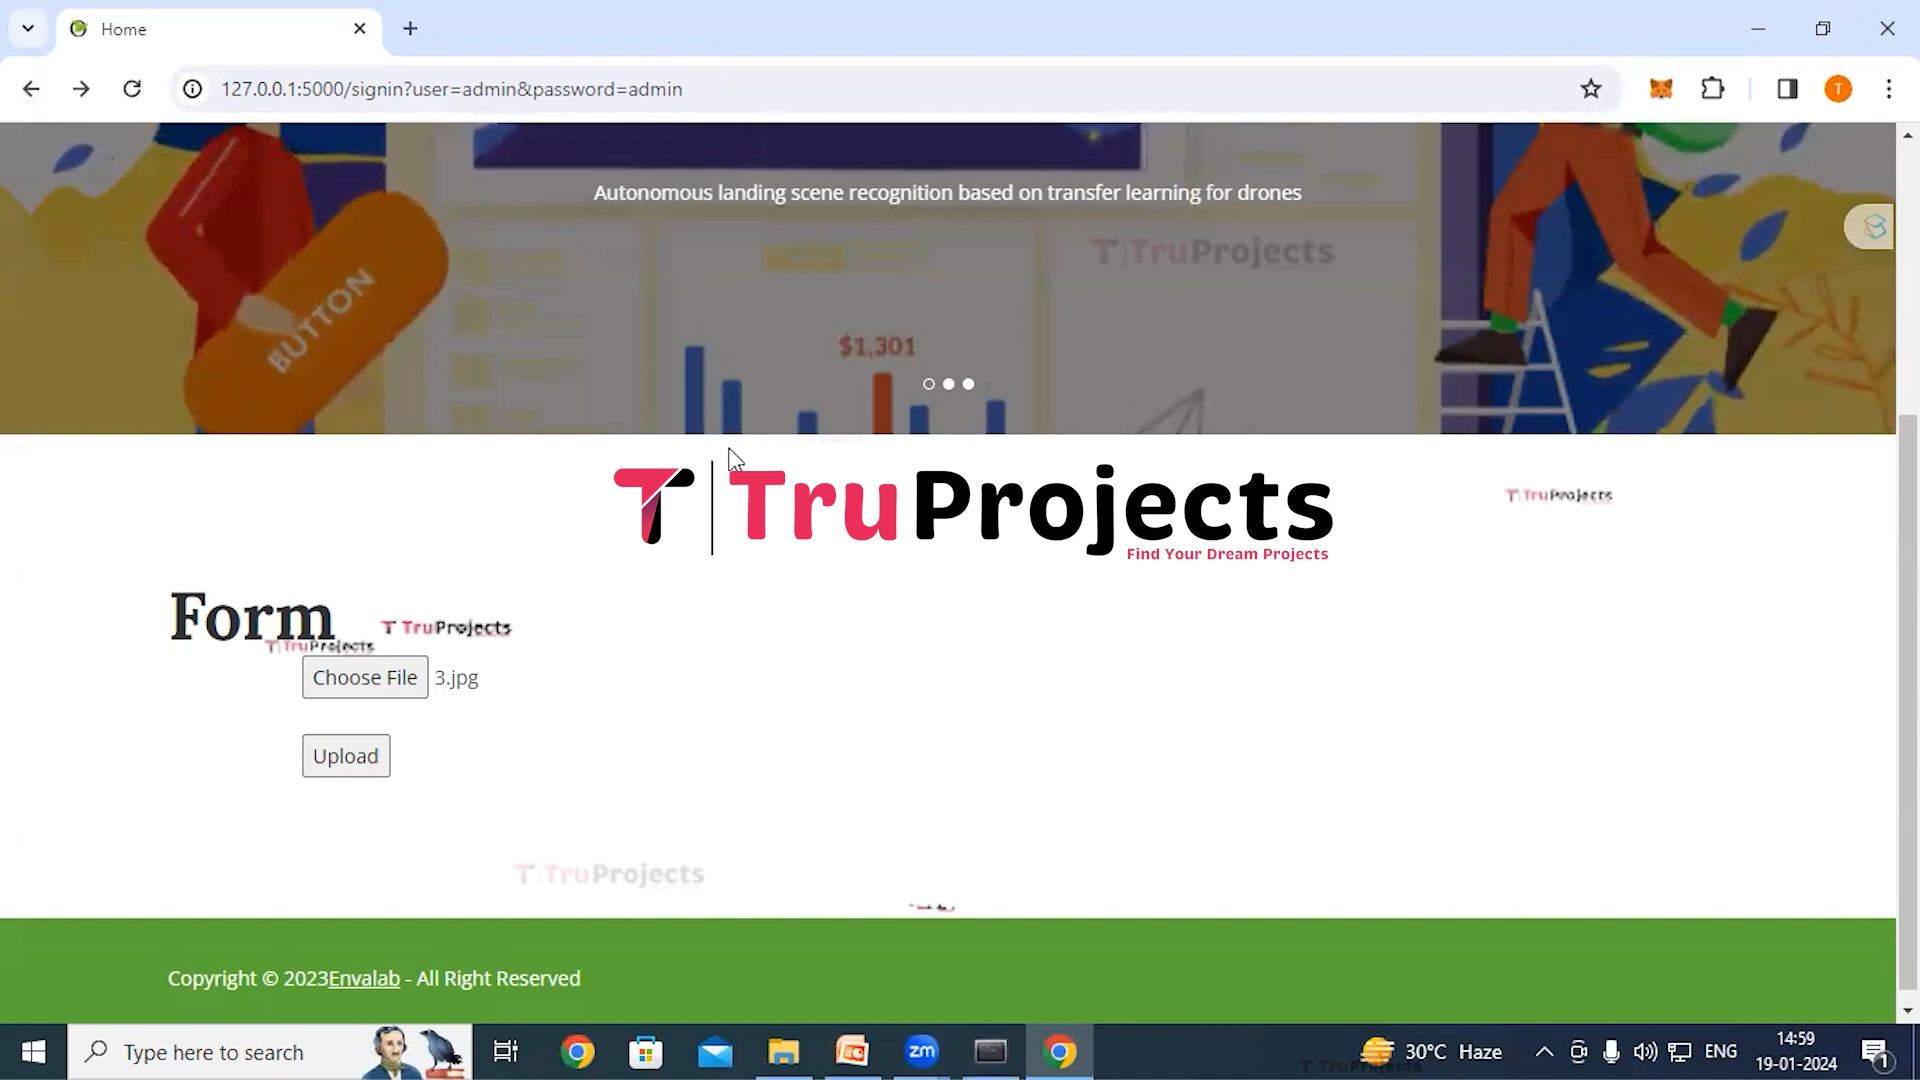 Home
127.0.0.1:5000/signin?user=admin&password=admin
T
Autonomous landing scene recognition based on transfer learning for drones
T TruProjects
BUTTON
$1,301
T TruProjects
Find Your Dream Projects
T TruProjects
Form
T TruProjects
T TruProjects
Choose File 3.jpg
Upload
T TruProjects
Copyright © 2023Envalab - All Right Reserved
Type here to search
zm
30°C Haze
ENG
14:59
19-01-2024
1
T TruProjects